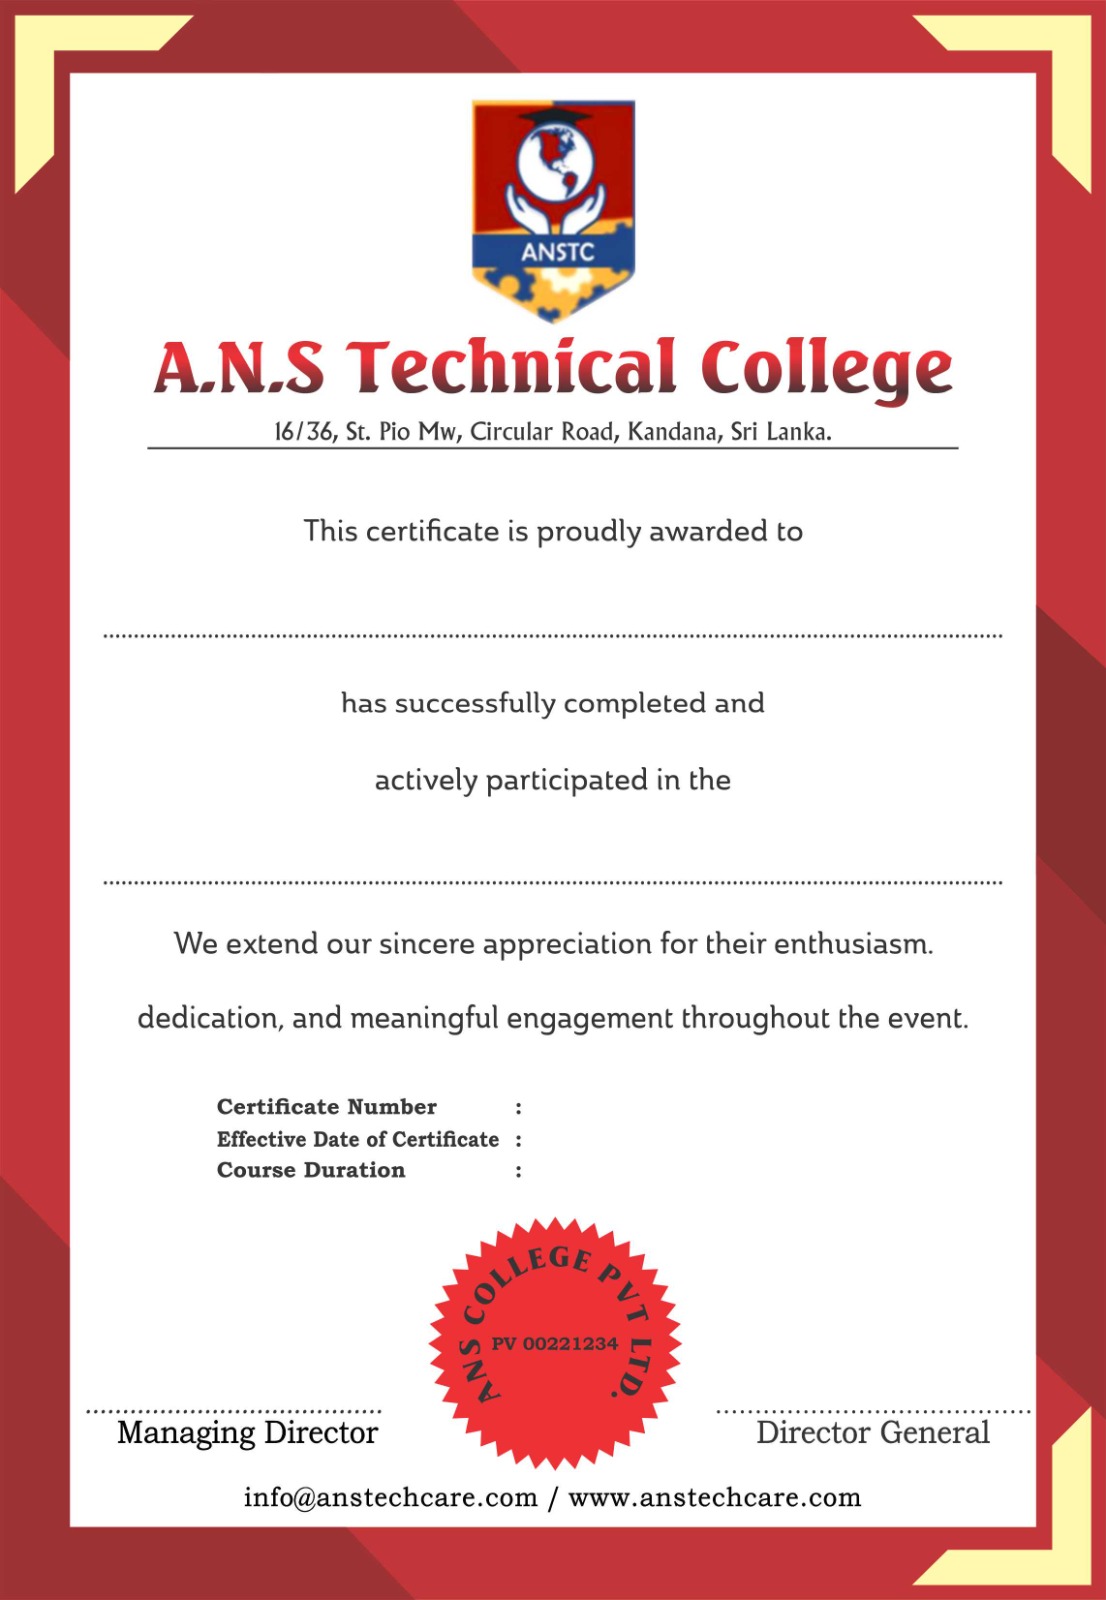 ANSTC
A.N.S Technical College
16/36, St. Pio Mw, Circular Road, Kandana, Sri Lanka.
This certificate is proudly awarded to
has successfully completed and
actively participated in the
We extend our sincere appreciation for their enthusiasm.
dedication, and meaningful engagement throughout the event.
Certificate Number :
Effective Date of Certificate :
Course Duration :
ANS COLLEGE PVT LTD.
PV 00221234
Managing Director
Director General
info@anstechcare.com / www.anstechcare.com